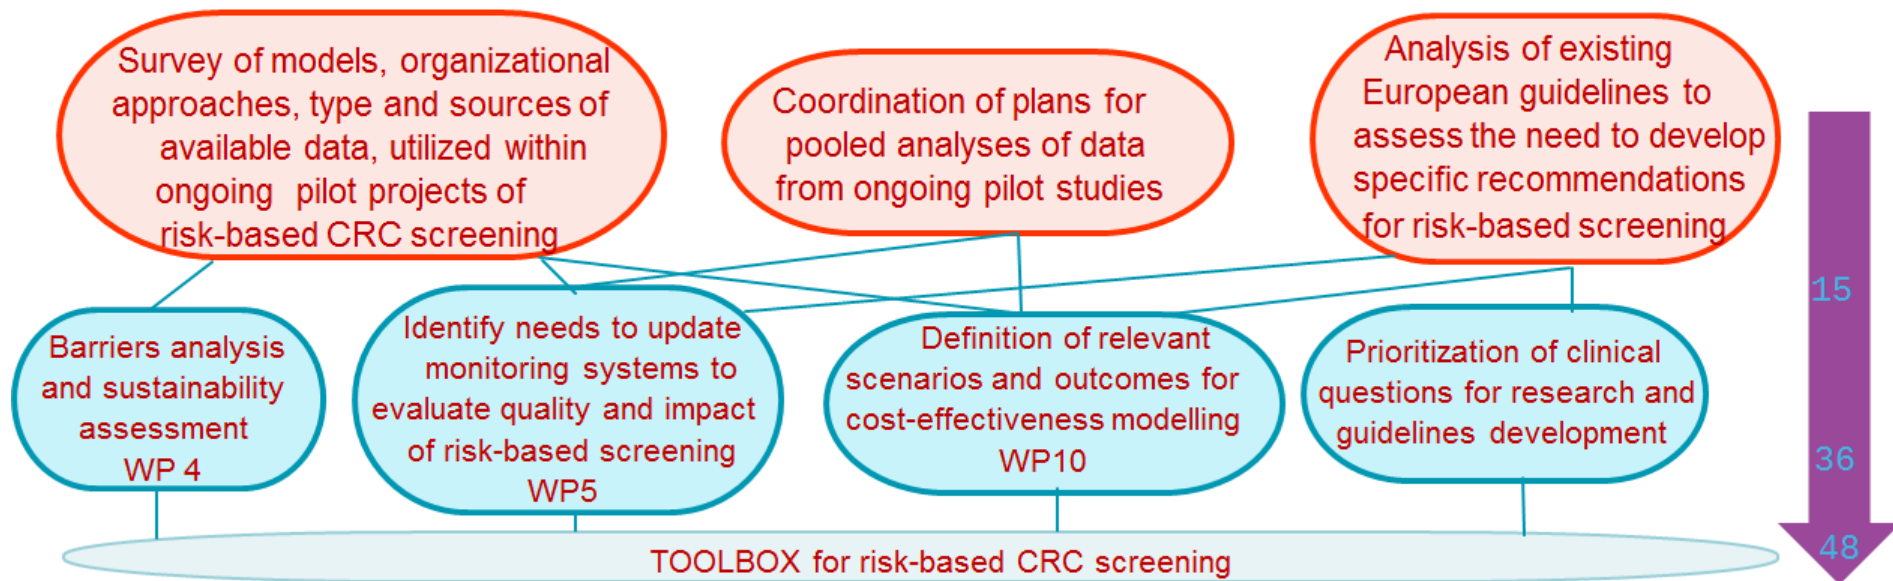 Survey of models, organizational
approaches, type and sources of
available data, utilized within
ongoing pilot projects of
risk-based CRC screening
Coordination of plans for
pooled analyses of data
from ongoing pilot studies
Analysis of existing
European guidelines to
assess the need to develop
specific recommendations
for risk-based screening
Barriers analysis
and sustainability
assessment
WP 4
Identify needs to update
monitoring systems to
evaluate quality and impact
of risk-based screening
WP5
Definition of relevant
scenarios and outcomes for
cost-effectiveness modelling
WP10
Prioritization of clinical
questions for research and
guidelines development
15
36
48
TOOLBOX for risk-based CRC screening